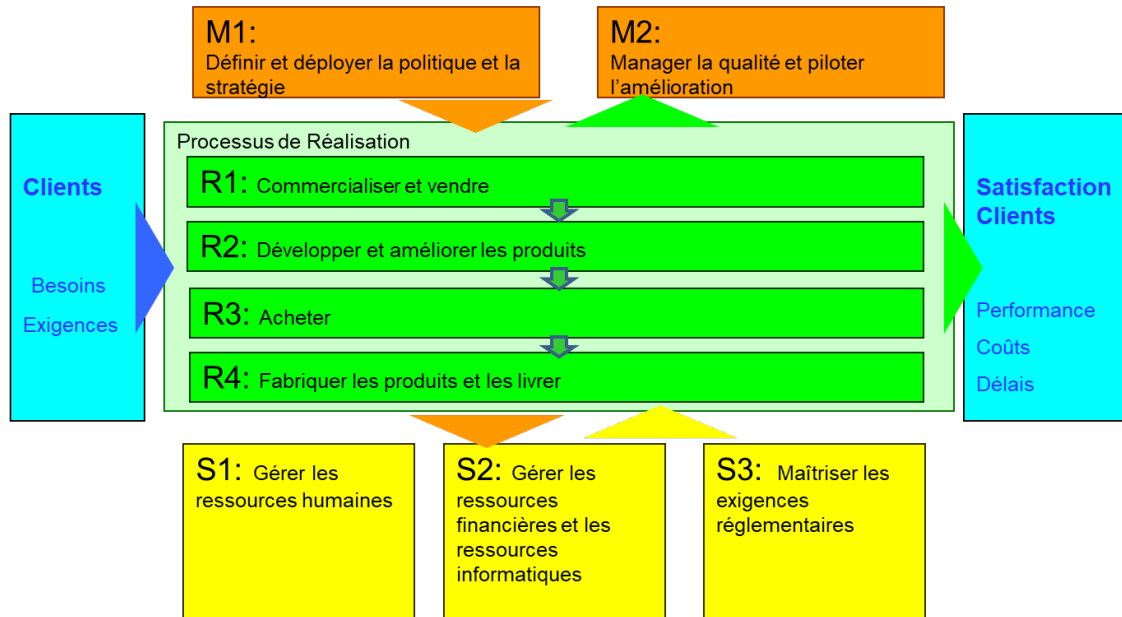 M1:
Définir et déployer la politique et la
stratégie
M2:
Manager la qualité et piloter
l’amélioration
Clients
Besoins
Exigences
Processus de Réalisation
R1: Commercialiser et vendre
R2: Développer et améliorer les produits
R3: Acheter
R4: Fabriquer les produits et les livrer
Satisfaction
Clients
Performance
Coûts
Délais
S1: Gérer les
ressources humaines
S2: Gérer les
ressources
financières et les
ressources
informatiques
S3: Maîtriser les
exigences
réglementaires